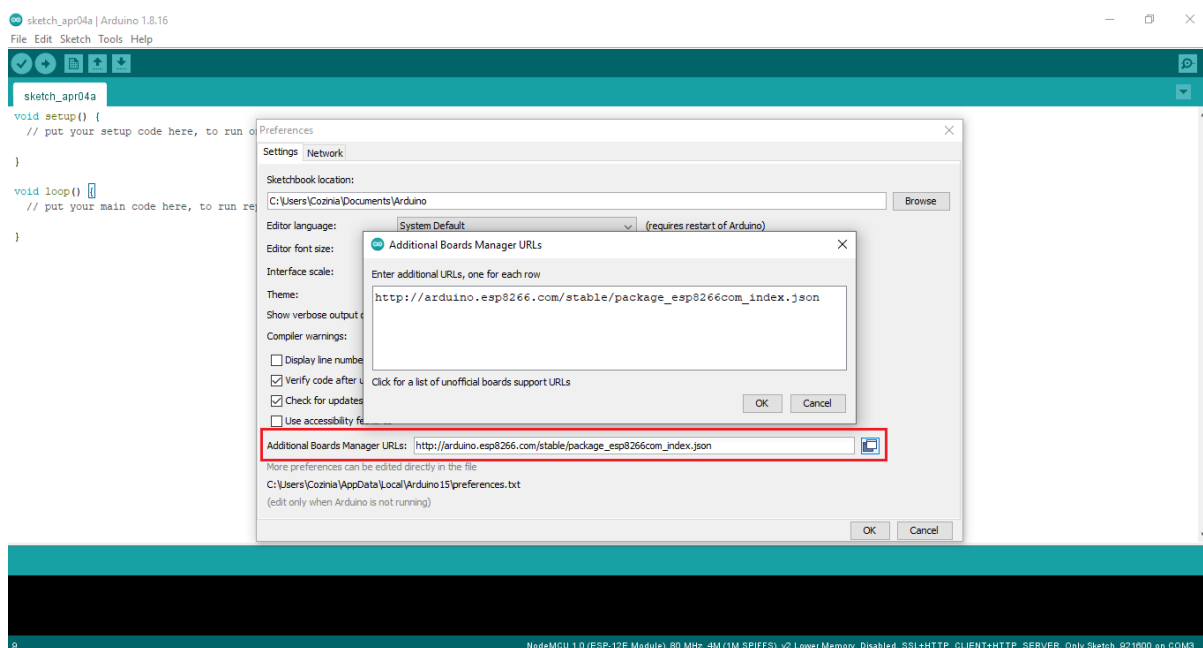 sketch_apr04a | Arduino 1.8.16
File Edit Sketch Tools Help
sketch_apr04a
void setup() {
// put your setup code here, to run o
}
void loop() {
// put your main code here, to run re
}
Preferences
Settings Network
Sketchbook location:
C:\Users\Cozinia\Documents\Arduino
Browse
Editor language: System Default (requires restart of Arduino)
Editor font size:
Interface scale:
Theme:
Show verbose output
Compiler warnings:
Display line numbe
Verify code after u
Check for updates
Use accessibility
Additional Boards Manager URLs
Enter additional URLs, one for each row
http://arduino.esp8266.com/stable/package_esp8266com_index.json
Click for a list of unofficial boards support URLs
OK Cancel
Additional Boards Manager URLs: http://arduino.esp8266.com/stable/package_esp8266com_index.json
More preferences can be edited directly in the file
C:\Users\Cozinia\AppData\Local\Arduino15\preferences.txt
(edit only when Arduino is not running)
OK Cancel
9 NodeMCU 1.0 (ESP-12E Module), 80 MHz, 4M (1M SPIFFS), v2 Lower Memory, Disabled, SSL+HTTP_CLIENT+HTTP_SERVER, Only Sketch, 921600 on COM3